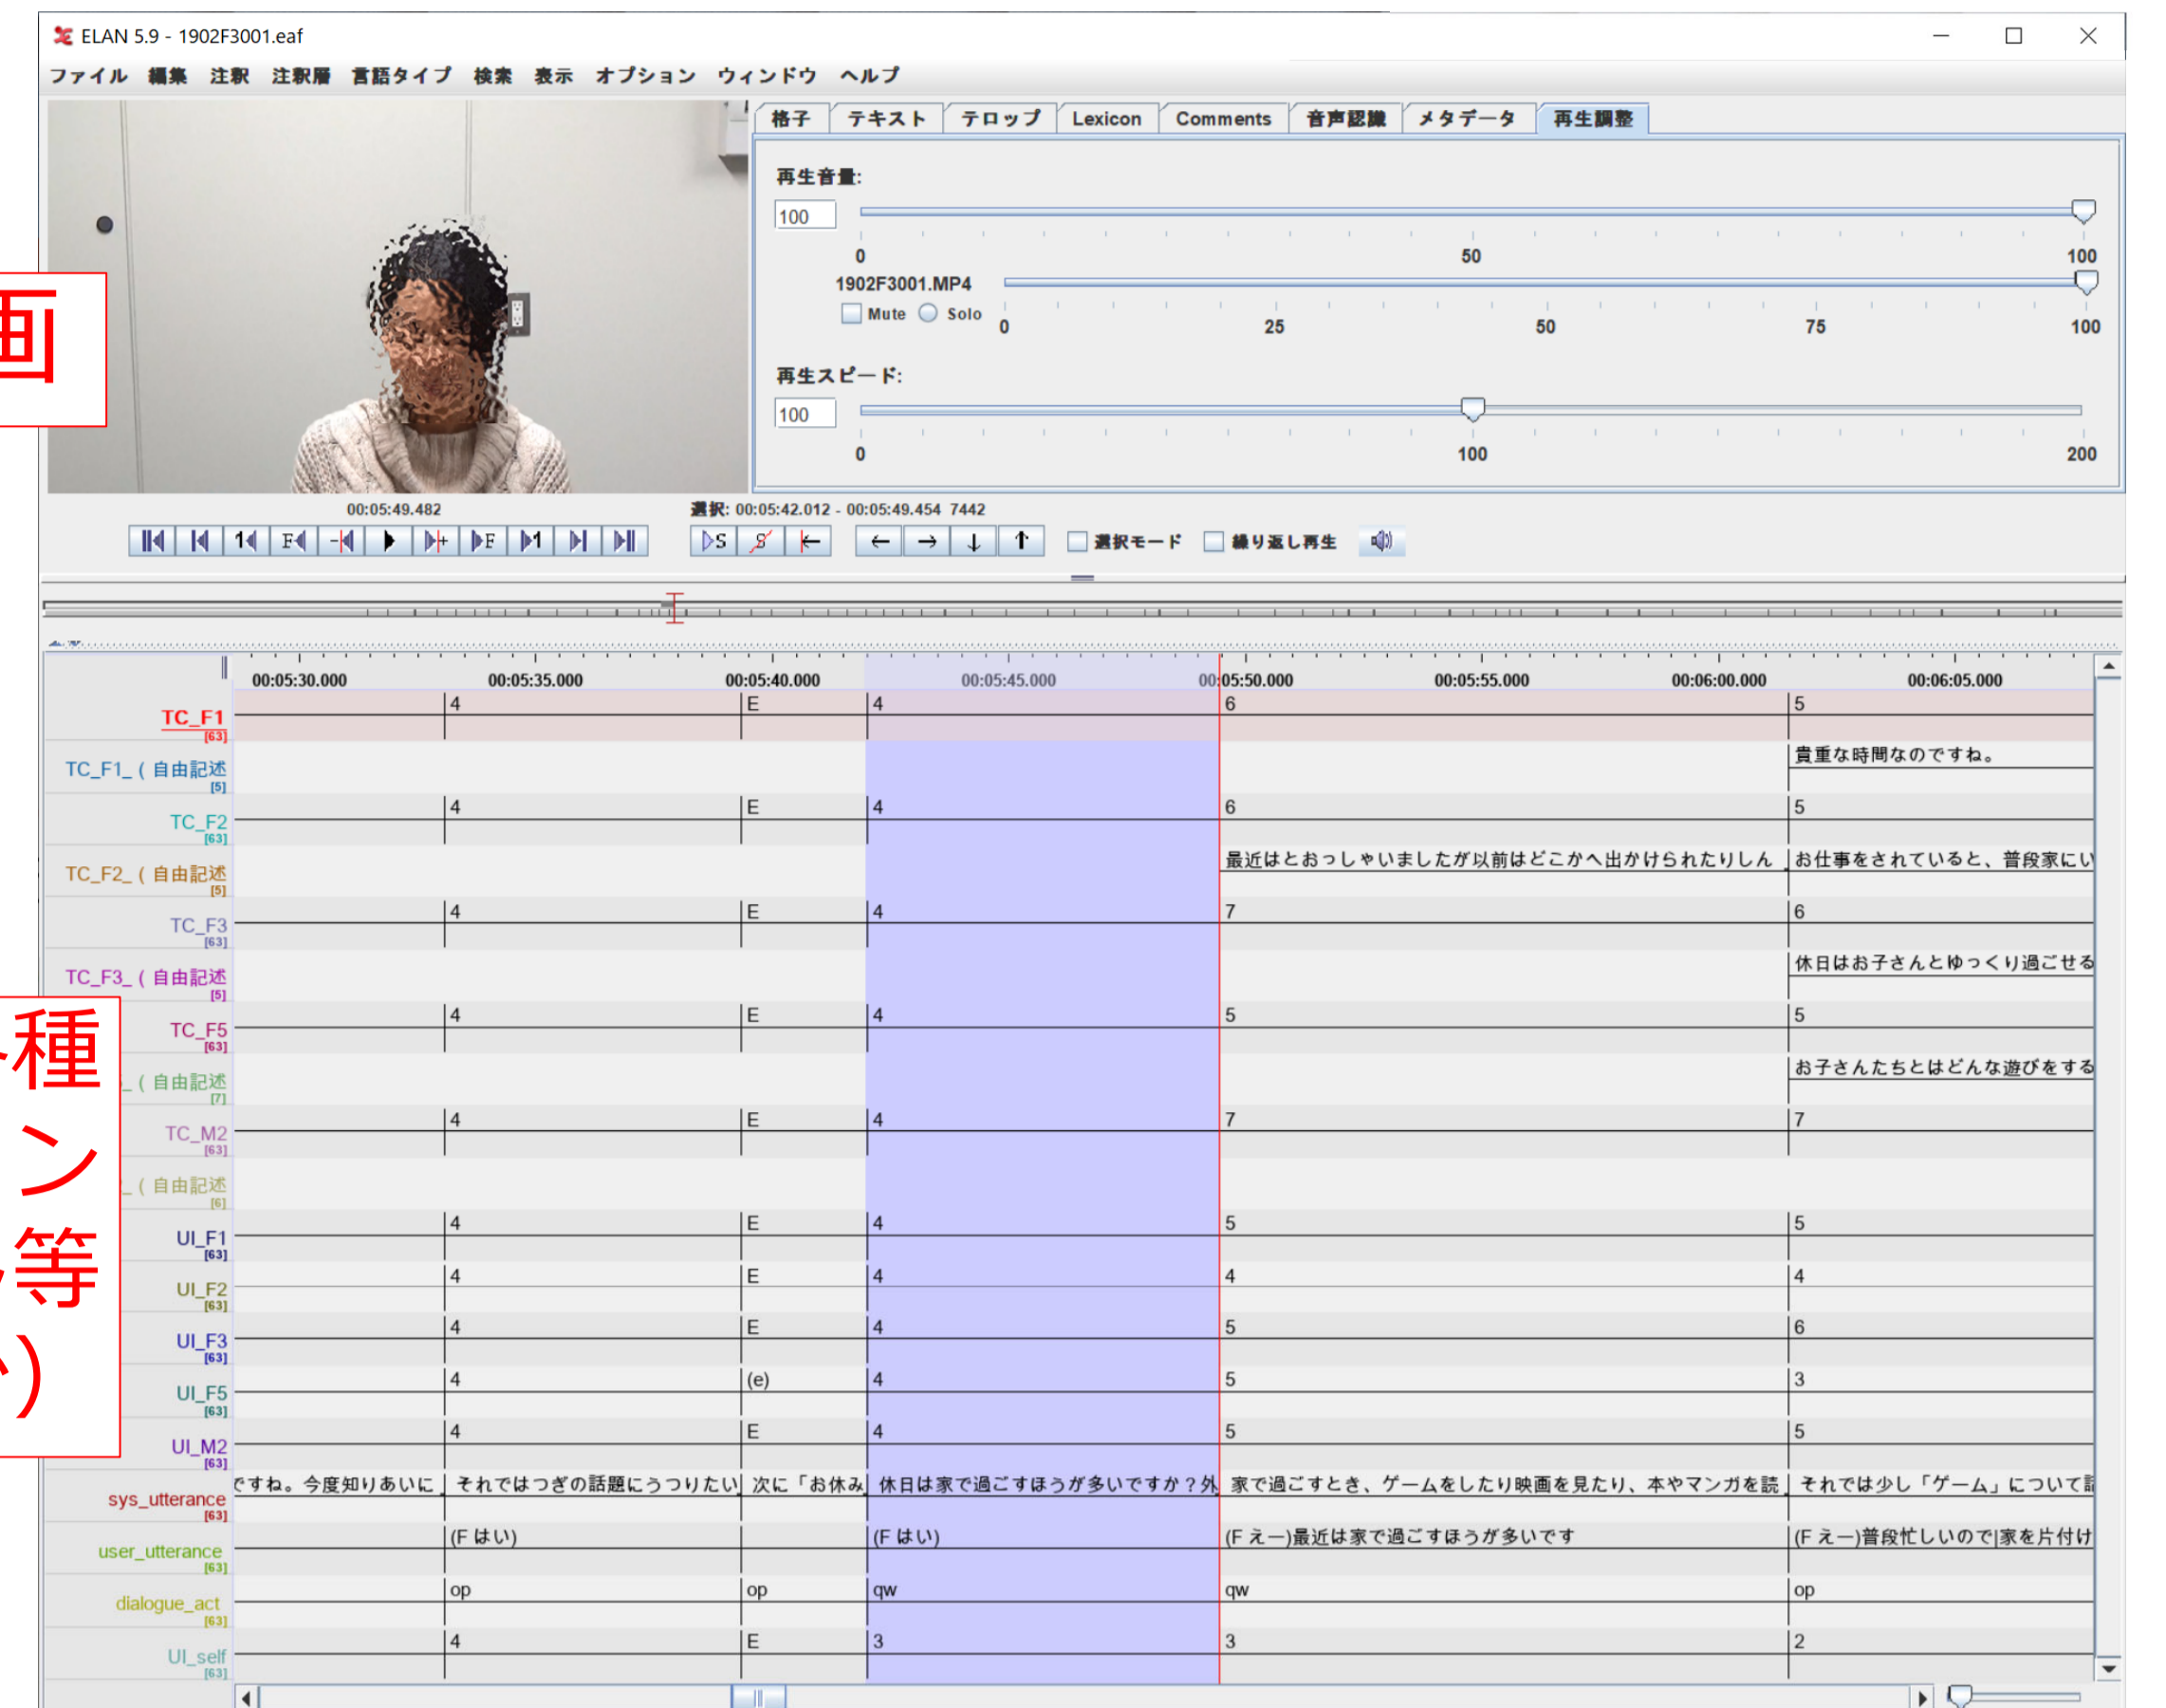 ELAN 5.9 - 1902F3001.eaf
ファイル 編集 注釈 注釈層 言語タイプ 検索 表示 オプション ウィンドウ ヘルプ
格子 テキスト テロップ Lexicon Comments 音声認識 メタデータ 再生調整
再生音量:
100
0 50 100
1902F3001.MP4
Mute Solo
0 25 50 75 100
再生スピード:
100
0 100 200
画
00:05:49.482
選択: 00:05:42.012 - 00:05:49.454 7442
1 F - + F 1 S S
選択モード 繰り返し再生
00:05:30.000 00:05:35.000 00:05:40.000 00:05:45.000 00:05:50.000 00:05:55.000 00:06:00.000 00:06:05.000
TC_F1 [63] 4 E 4 6 5
TC_F1_(自由記述 [5] 貴重な時間なのですね。
TC_F2 [63] 4 E 4 6 5
TC_F2_(自由記述 [5] 最近はとおっしゃいましたが以前はどこかへ出かけられたりしん お仕事をされていると、普段家にい
TC_F3 [63] 4 E 4 7 6
TC_F3_(自由記述 [5] 休日はお子さんとゆっくり過ごせる
TC_F5 [63] 4 E 4 5 5
_(自由記述 [7] お子さんたちとはどんな遊びをする
TC_M2 [63] 4 E 4 7 7
_(自由記述 [6]
UI_F1 [63] 4 E 4 5 5
UI_F2 [63] 4 E 4 4 4
UI_F3 [63] 4 E 4 5 6
UI_F5 [63] 4 (e) 4 5 3
UI_M2 [63] 4 E 4 5 5
sys_utterance [63] ですね。今度知りあいに それではつぎの話題にうつりたい 次に「お休み 休日は家で過ごすほうが多いですか？外 家で過ごすとき、ゲームをしたり映画を見たり、本やマンガを読 それでは少し「ゲーム」について
user_utterance [63] (F はい) (F はい) (F えー)最近は家で過ごすほうが多いです (F えー)普段忙しいので|家を片付け
dialogue_act [63] op op qw qw op
UI_self [63] 4 E 3 3 2
種
ン
等
)